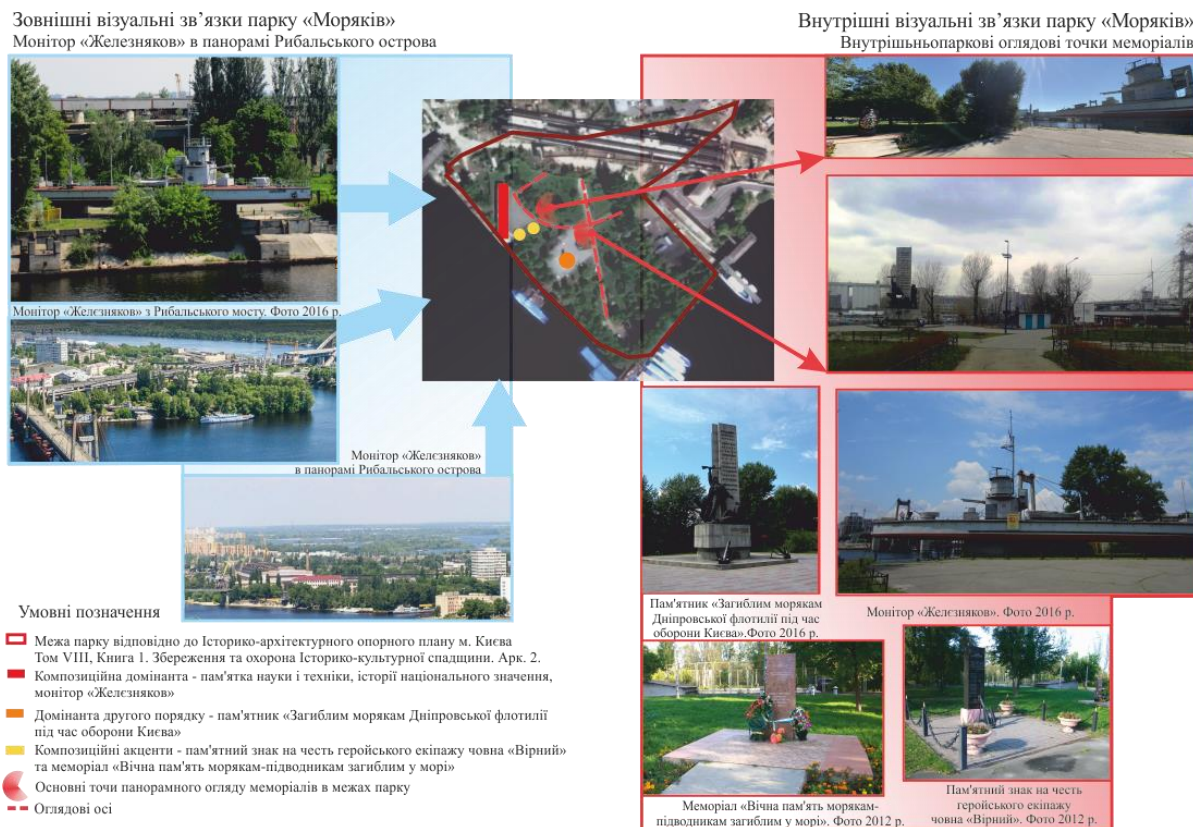 Зовнішні візуальні зв’язки парку «Моряків»
Монітор «Железняков» в панорамі Рибальського острова
Монітор «Желєзняков» з Рибальського мосту. Фото 2016 р.
Монітор «Желєзняков»
в панорамі Рибальського острова
Умовні позначення
Межа парку відповідно до Історико-архітектурного опорного плану м. Києва
Том VIII, Книга 1. Збереження та охорона Історико-культурної спадщини. Арк. 2.
Композиційна домінанта - пам'ятка науки і техніки, історії національного значення,
монітор «Желєзняков»
Домінанта другого порядку - пам'ятник «Загиблим морякам Дніпровської флотилії
під час оборони Києва»
Композиційні акценти - пам'ятний знак на честь геройського екіпажу човна «Вірний»
та меморіал «Вічна пам'ять морякам-підводникам загиблим у морі»
Основні точки панорамного огляду меморіалів в межах парку
Оглядові осі
Внутрішні візуальні зв’язки парку «Моряків»
Внутрішьньопаркові оглядові точки меморіалів
Пам'ятник «Загиблим морякам
Дніпровської флотилії під час
оборони Києва».Фото 2016 р.
Монітор «Желєзняков». Фото 2016 р.
Меморіал «Вічна пам'ять морякам-
підводникам загиблим у морі». Фото 2012 р.
Пам'ятний знак на честь
геройського екіпажу
човна «Вірний». Фото 2012 р.